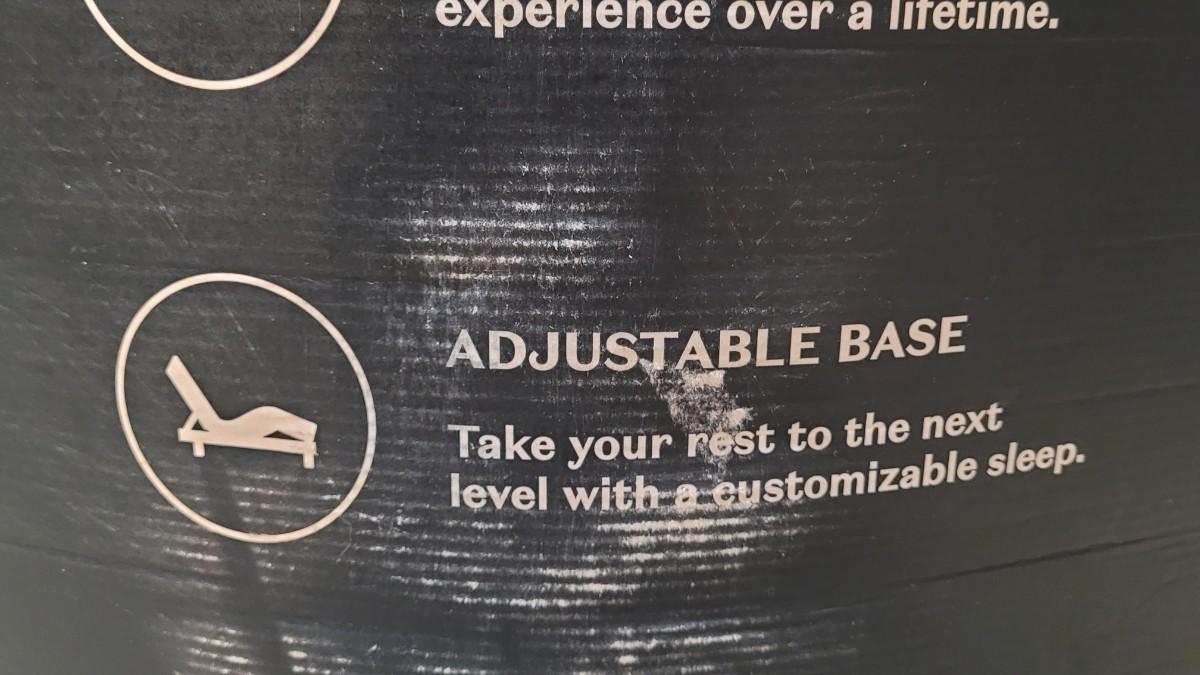 experience over a lifetime.
ADJUSTABLE BASE
Take your rest to the next
level with a customizable sleep.